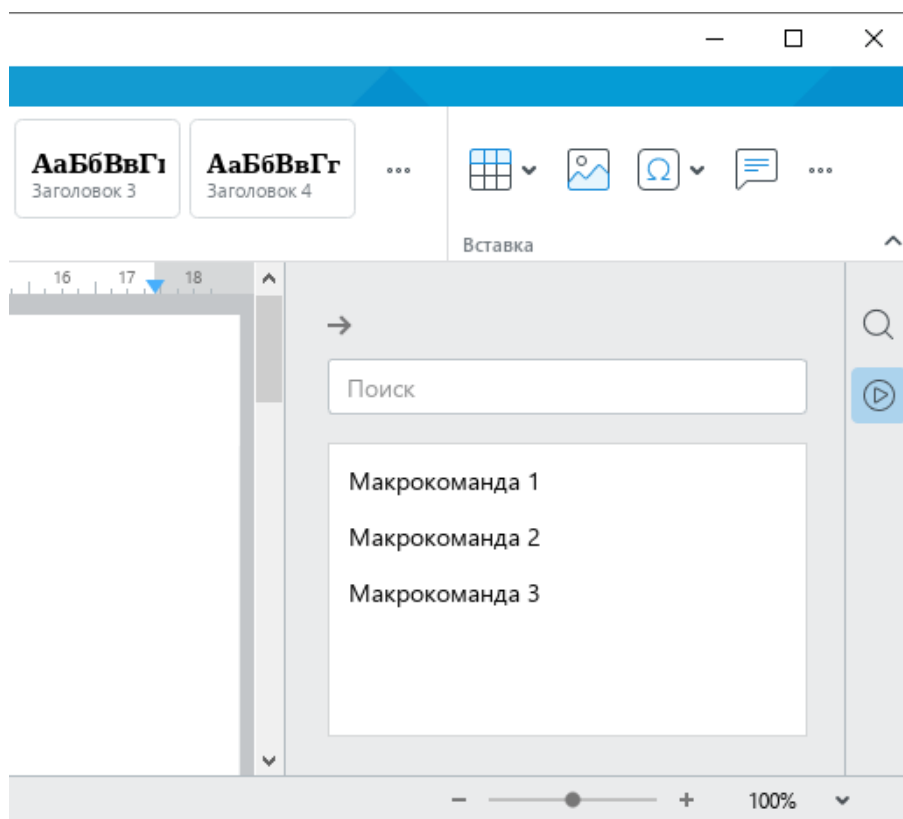 АаБбВвГг
Заголовок 3
АаБбВвГг
Заголовок 4
Вставка
16 17 18
Поиск
Макрокоманда 1
Макрокоманда 2
Макрокоманда 3
100%